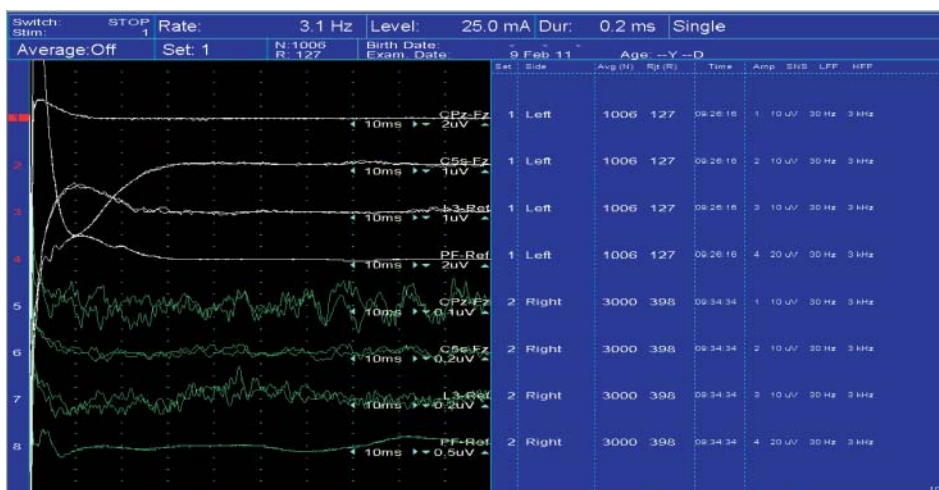 Switch: STOP Rate: 3.1 Hz Level: 25.0 mA Dur: 0.2 ms Single
Stim: 1
Average:Off Set: 1 N:1006 Birth Date: - -
R: 127 Exam. Date: 9 Feb 11 Age: --Y --D
Set Side Avg (N) Rjt (R) Time Amp SNS LFF HFF
CPz-Fz 1 Left 1006 127 09:26:16 1 10 uV 30 Hz 3 kHz
10ms 2uV
2 C5s-Fz 1 Left 1006 127 09:26:16 2 10 uV 30 Hz 3 kHz
10ms 1uV
3 L3-Ref 1 Left 1006 127 09:26:16 3 10 uV 30 Hz 3 kHz
10ms 1uV
4 PF-Ref 1 Left 1006 127 09:26:16 4 20 uV 30 Hz 3 kHz
10ms 2uV
5 CPz-Fz 2 Right 3000 398 09:34:34 1 10 uV 30 Hz 3 kHz
10ms 0.1uV
6 C5s-Fz 2 Right 3000 398 09:34:34 2 10 uV 30 Hz 3 kHz
10ms 0.2uV
7 L3-Ref 2 Right 3000 398 09:34:34 3 10 uV 30 Hz 3 kHz
10ms 0.2uV
8 PF-Ref 2 Right 3000 398 09:34:34 4 20 uV 30 Hz 3 kHz
10ms 0.5uV